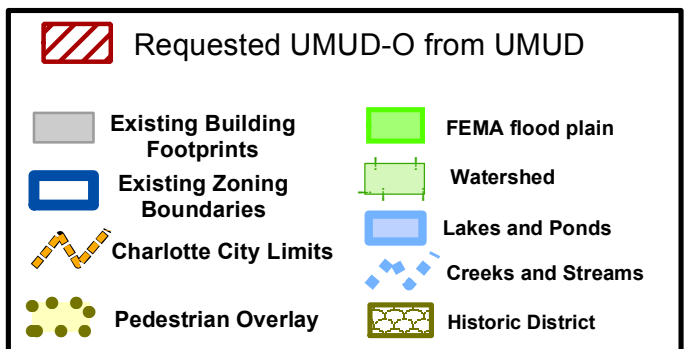 Requested UMUD-O from UMUD
Existing Building
Footprints
Existing Zoning
Boundaries
Charlotte City Limits
Pedestrian Overlay
FEMA flood plain
Watershed
Lakes and Ponds
Creeks and Streams
Historic District